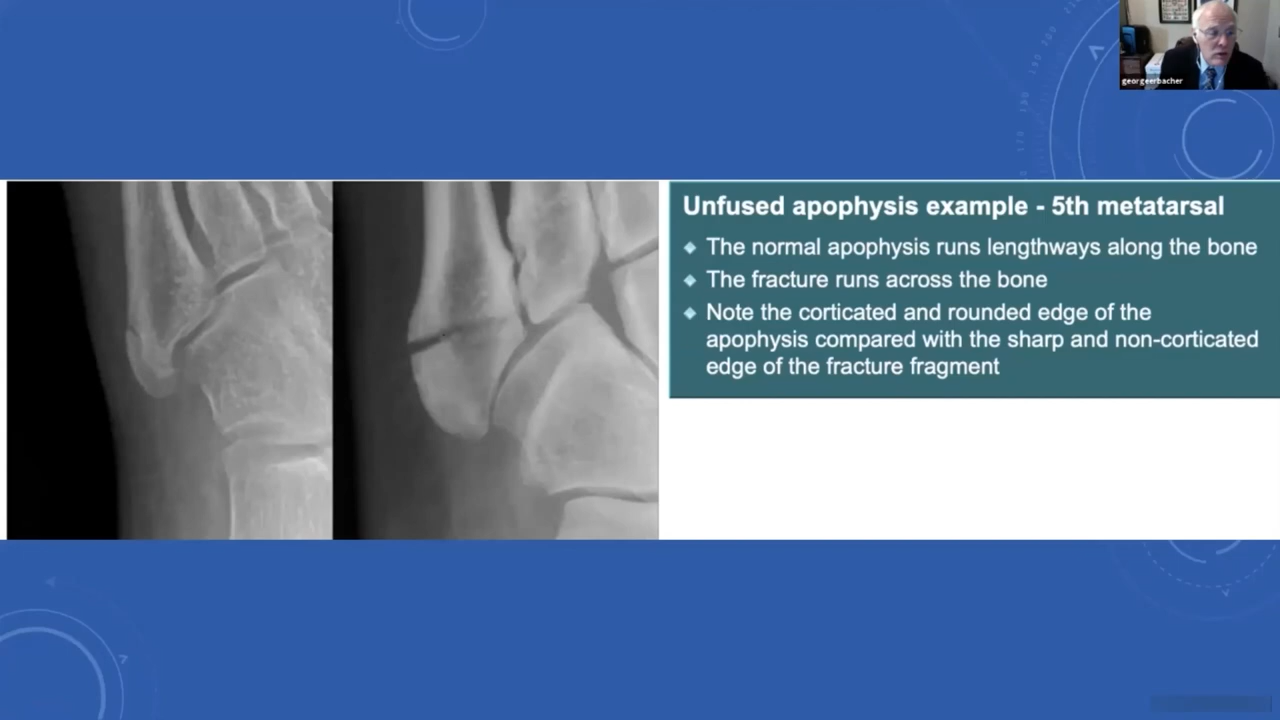 georgeerbacher
Unfused apophysis example - 5th metatarsal
The normal apophysis runs lengthways along the bone
The fracture runs across the bone
Note the corticated and rounded edge of the
apophysis compared with the sharp and non-corticated
edge of the fracture fragment